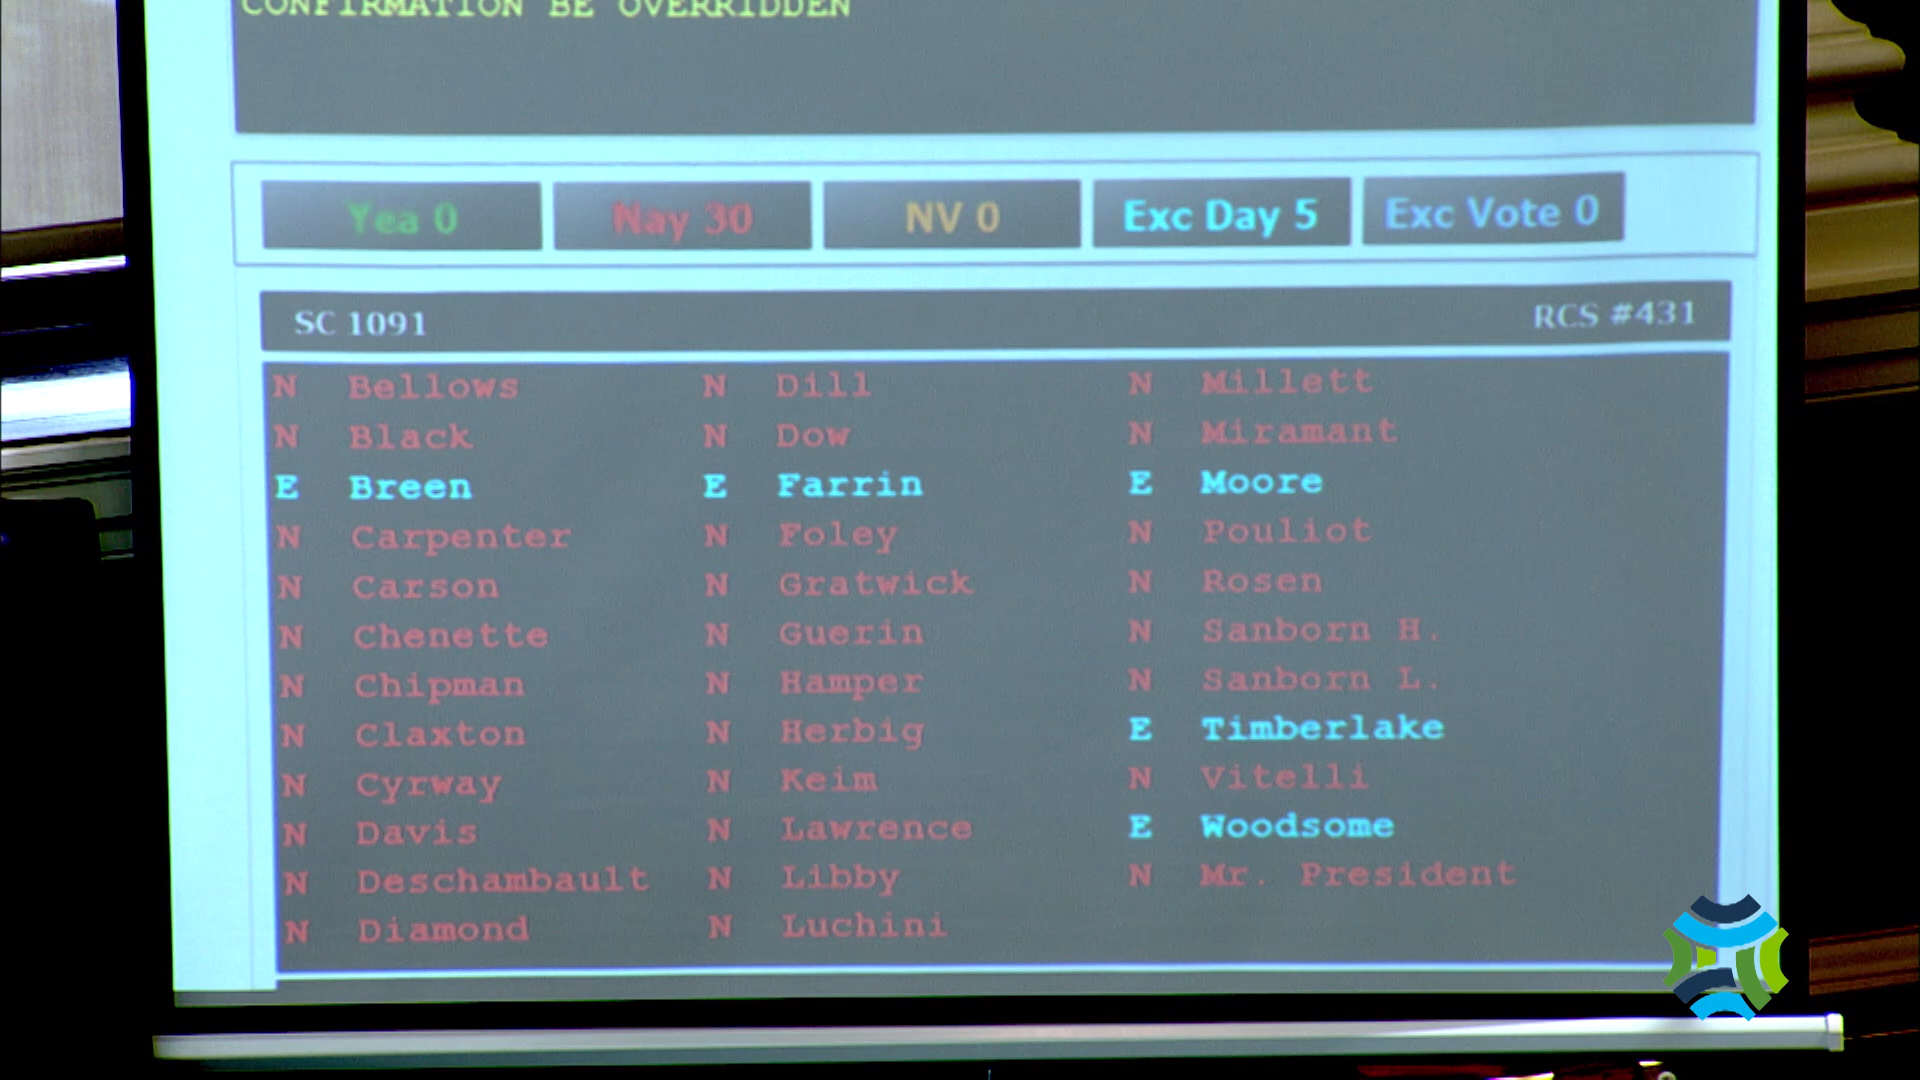 CONFIRMATION BE OVERRIDDEN
Yea 0 Nay 30 NV 0 Exc Day 5 Exc Vote 0
SC 1091 RCS #431
N Bellows N Dill N Millett
N Black N Dow N Miramant
E Breen E Farrin E Moore
N Carpenter N Foley N Pouliot
N Carson N Gratwick N Rosen
N Chenette N Guerin N Sanborn H.
N Chipman N Hamper N Sanborn L.
N Claxton N Herbig E Timberlake
N Cyrway N Keim N Vitelli
N Davis N Lawrence E Woodsome
N Deschambault N Libby N Mr. President
N Diamond N Luchini